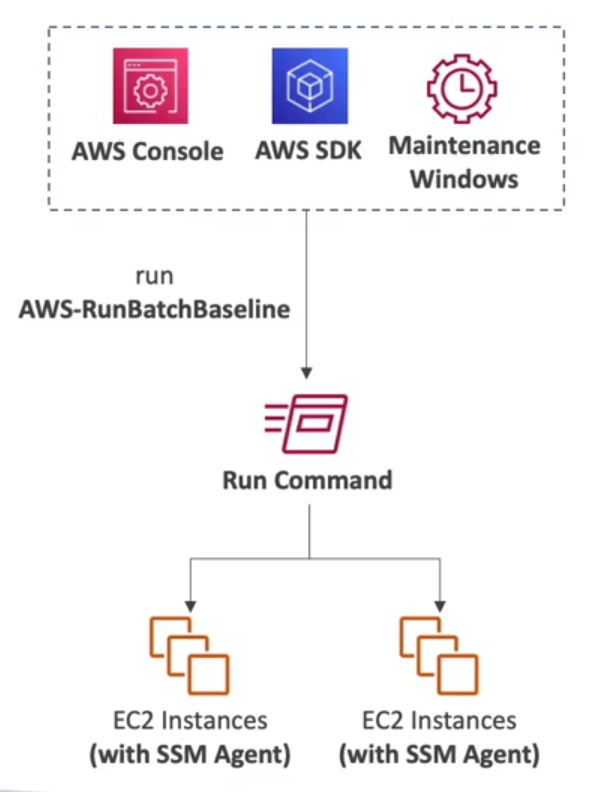 AWS Console
AWS SDK
Maintenance
Windows
run
AWS-RunBatchBaseline
Run Command
EC2 Instances
(with SSM Agent)
EC2 Instances
(with SSM Agent)